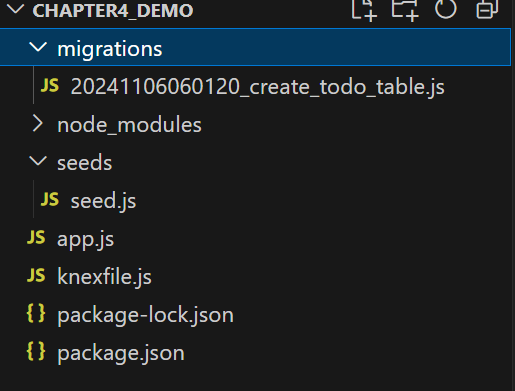 CHAPTER4_DEMO
migrations
JS 20241106060120_create_todo_table.js
node_modules
seeds
JS seed.js
JS app.js
JS knexfile.js
{} package-lock.json
{} package.json